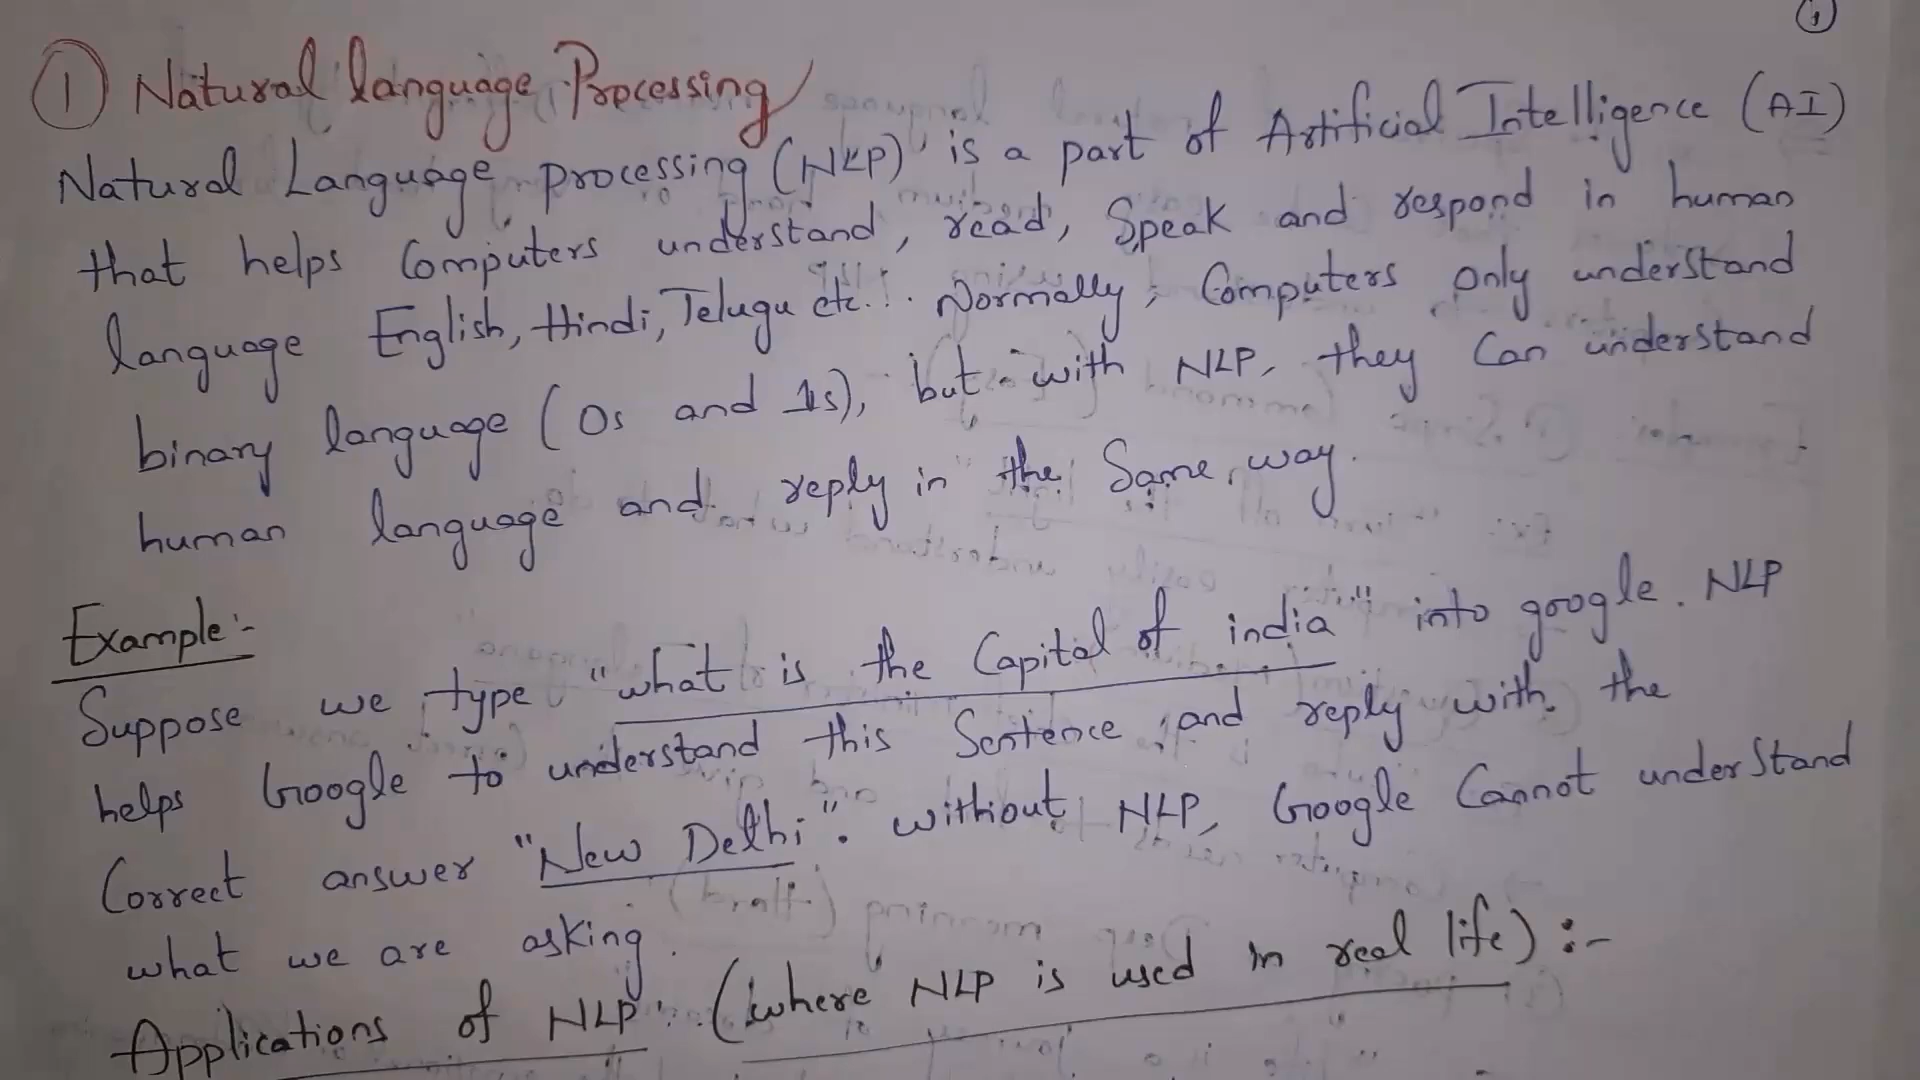 1
① Natural language Processing
Natural Language processing (NLP) is a part of Artificial Intelligence (AI)
that helps Computers understand, read, Speak and respond in human
language English, Hindi, Telugu etc... Normally, Computers only understand
binary language (0s and 1s), but with NLP, they Can understand
human language and reply in the Same way.
Example:-
Suppose we type "what is the Capital of india" into google. NLP
helps Google to understand this Sentence and reply with the
Correct answer "New Delhi". without NLP, Google Cannot understand
what we are asking.
Applications of NLP (where NLP is used in real life) :-